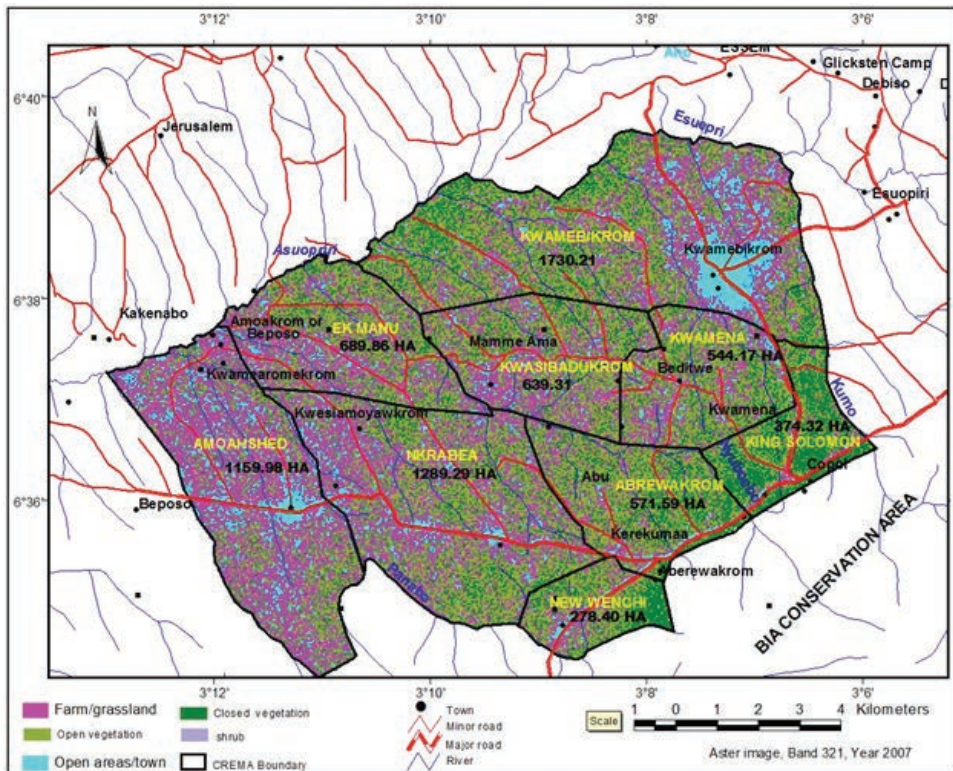 3°12'
3°10'
3°8'
3°6'
ESSEM
Glicksten Camp
Debiso
6°40'
N
Jerusalem
Esuopri
Esuopiri
KWAMEBIKROM
Asuopri
Kwamebikrom
1730.21
6°38'
Kakenabo
Amoakrom or
Beposo
EK MANU
689.86 HA
Mamme Ama
KWAMENA
544.17 HA
KWASIBADUKROM
Beditwe
Kwamearomekrom
639.31
Kumo
Kwesiamoyawkrom
Kwamena
374.32 HA
AMOAHSHED
KING SOLOMON
1159.98 HA
NKRABEA
1289.29 HA
Copoi
Abu
ABREWAKROM
571.59 HA
6°36'
Beposo
Kerekumaa
Aberewakrom
NEW WENCHI
278.40 HA
BIA CONSERVATION AREA
3°12'
3°10'
3°8'
3°6'
Farm/grassland
Closed vegetation
Town
Minor road
Major road
River
Open vegetation
shrub
Open areas/town
CREMA Boundary
Scale
1 0 1 2 3 4 Kilometers
Aster image, Band 321, Year 2007